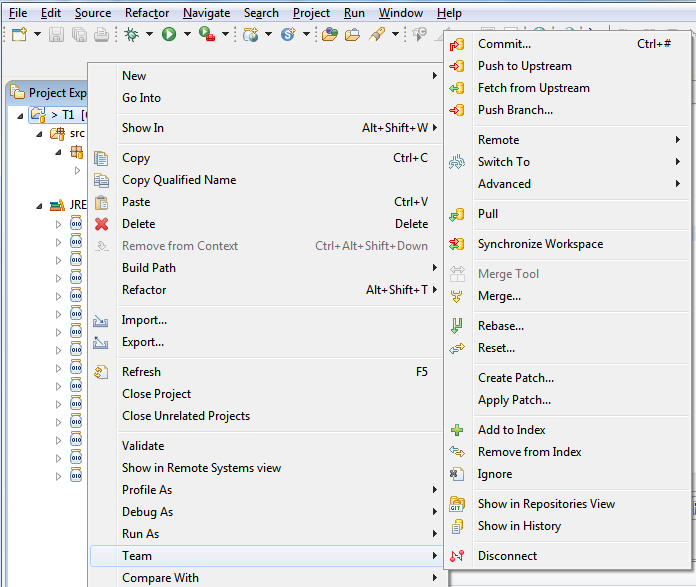 File Edit Source Refactor Navigate Search Project Run Window Help
Project Exp
> T1
src
JRE
New
Go Into
Show In Alt+Shift+W
Copy Ctrl+C
Copy Qualified Name
Paste Ctrl+V
Delete Delete
Remove from Context Ctrl+Alt+Shift+Down
Build Path
Refactor Alt+Shift+T
Import...
Export...
Refresh F5
Close Project
Close Unrelated Projects
Validate
Show in Remote Systems view
Profile As
Debug As
Run As
Team
Compare With
Commit... Ctrl+#
Push to Upstream
Fetch from Upstream
Push Branch...
Remote
Switch To
Advanced
Pull
Synchronize Workspace
Merge Tool
Merge...
Rebase...
Reset...
Create Patch...
Apply Patch...
Add to Index
Remove from Index
Ignore
Show in Repositories View
Show in History
Disconnect